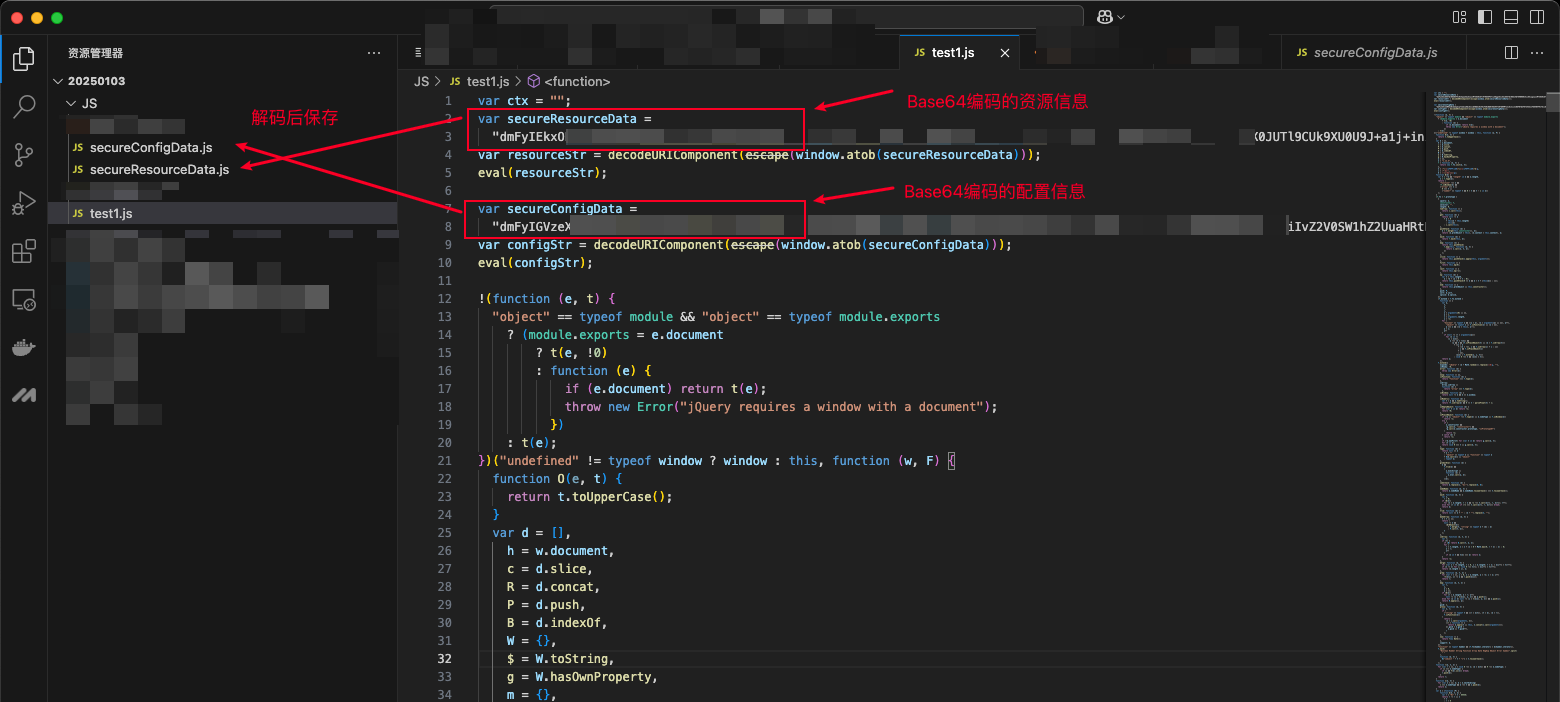 资源管理器
20250103
JS
secureConfigData.js
secureResourceData.js
test1.js
解码后保存
JS test1.js
JS secureConfigData.js
JS > JS test1.js > <function>
Base64编码的资源信息
Base64编码的配置信息
1 var ctx = "";
2 var secureResourceData =
3 "dmFyIEkxO
X0JUTl9CUk9XU0U9J+a1j+in
4 var resourceStr = decodeURIComponent(escape(window.atob(secureResourceData)));
5 eval(resourceStr);
6
7 var secureConfigData =
8 "dmFyIGVzeX
iIvZ2V0SW1hZ2UuaHRt
9 var configStr = decodeURIComponent(escape(window.atob(secureConfigData)));
10 eval(configStr);
11
12 !(function (e, t) {
13 "object" == typeof module && "object" == typeof module.exports
14 ? (module.exports = e.document
15 ? t(e, !0)
16 : function (e) {
17 if (e.document) return t(e);
18 throw new Error("jQuery requires a window with a document");
19 })
20 : t(e);
21 })("undefined" != typeof window ? window : this, function (w, F) {
22 function O(e, t) {
23 return t.toUpperCase();
24 }
25 var d = [],
26 h = w.document,
27 c = d.slice,
28 R = d.concat,
29 P = d.push,
30 B = d.indexOf,
31 W = {},
32 $ = W.toString,
33 g = W.hasOwnProperty,
34 m = {},